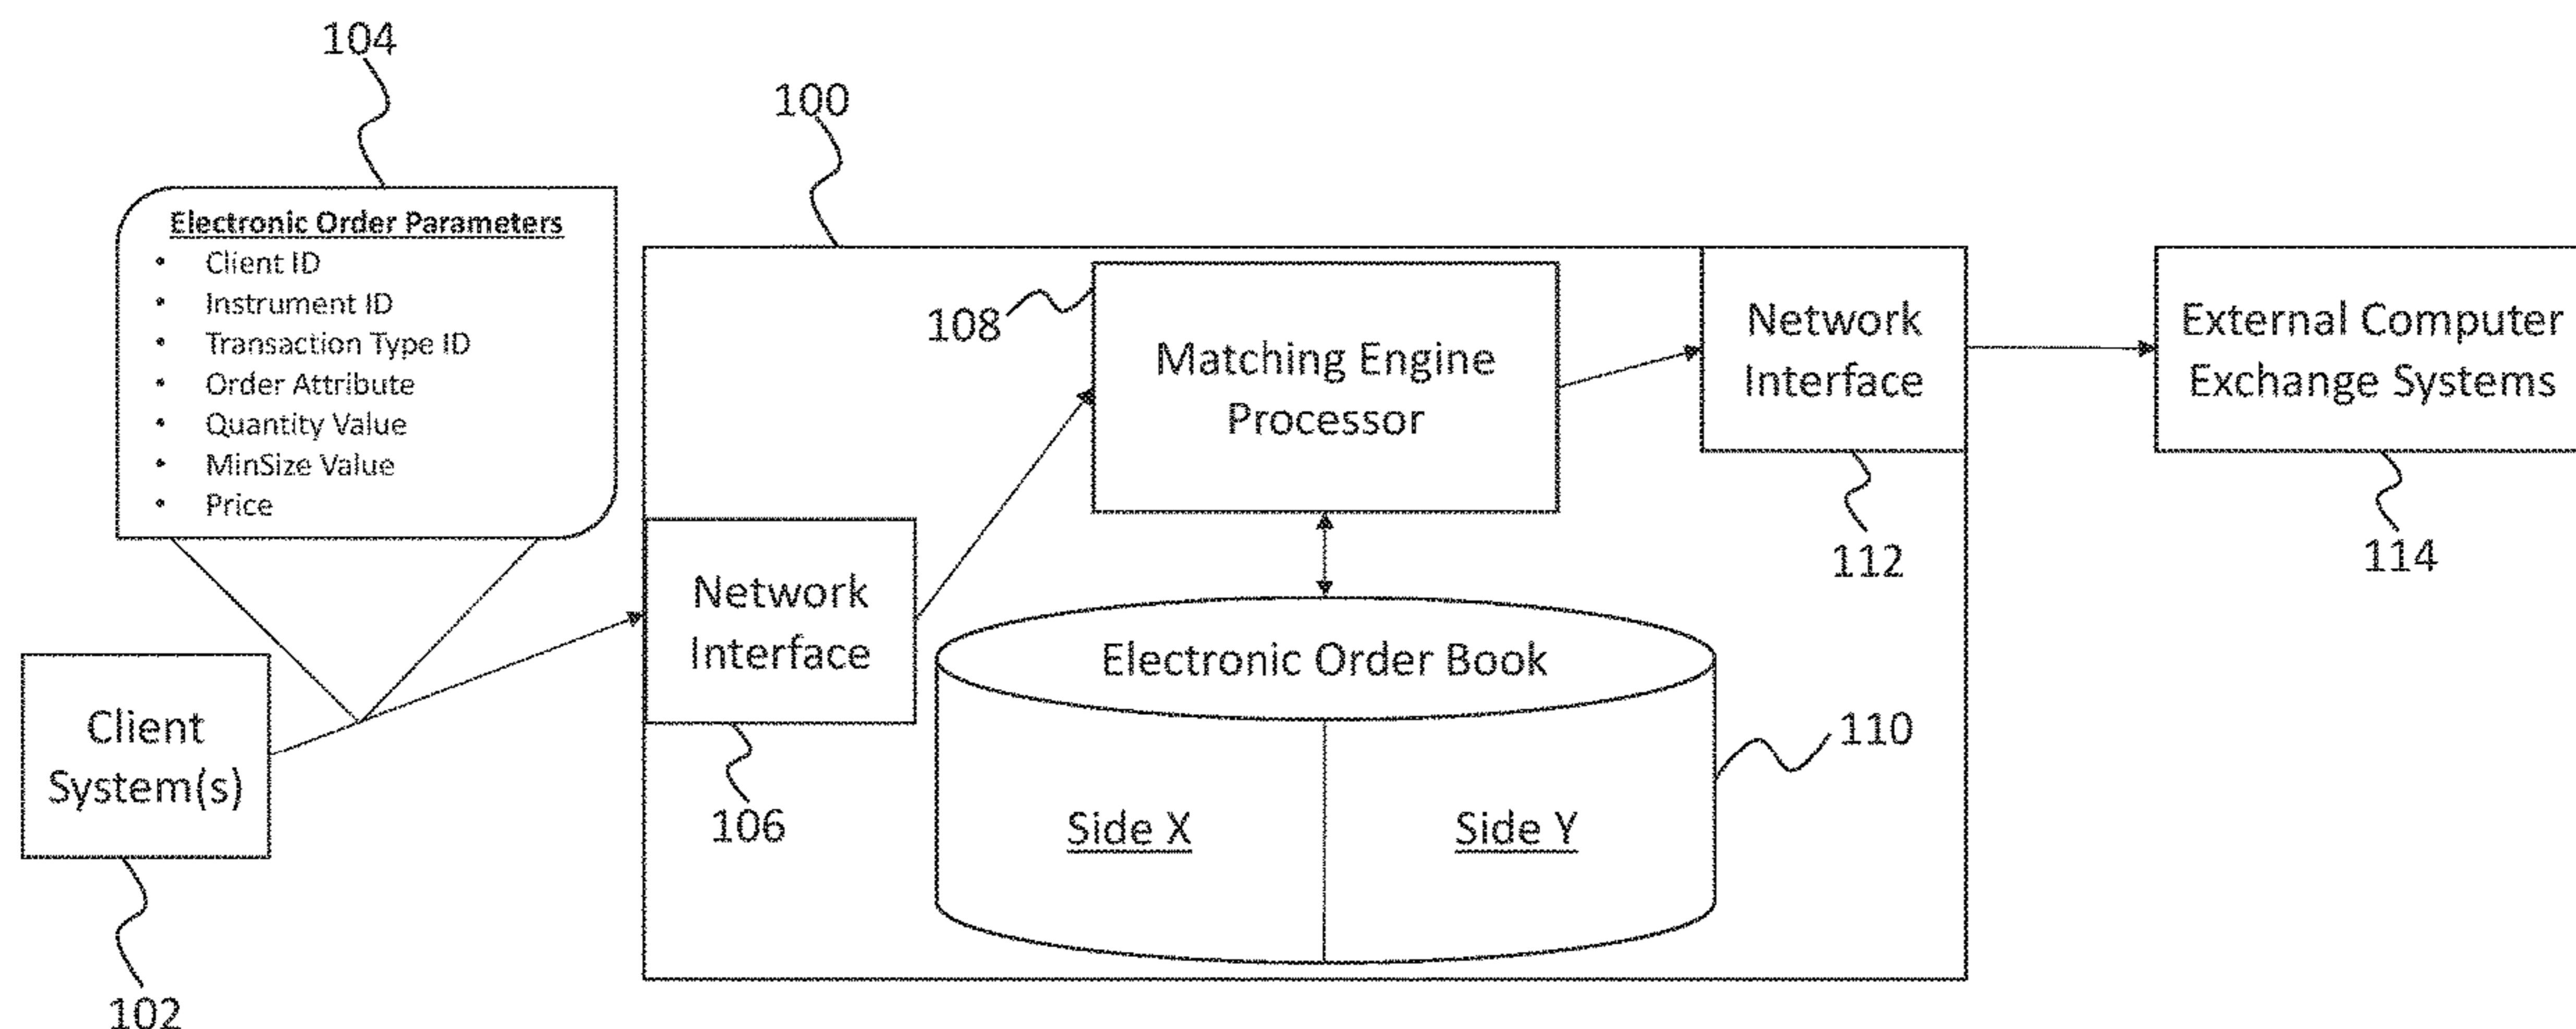 104
100
Electronic Order Parameters
• Client ID
• Instrument ID
• Transaction Type ID
• Order Attribute
• Quantity Value
• MinSize Value
• Price
108
Matching Engine
Processor
Network
Interface
112
External Computer
Exchange Systems
114
Network
Interface
106
Electronic Order Book
Side X
Side Y
110
Client
System(s)
102